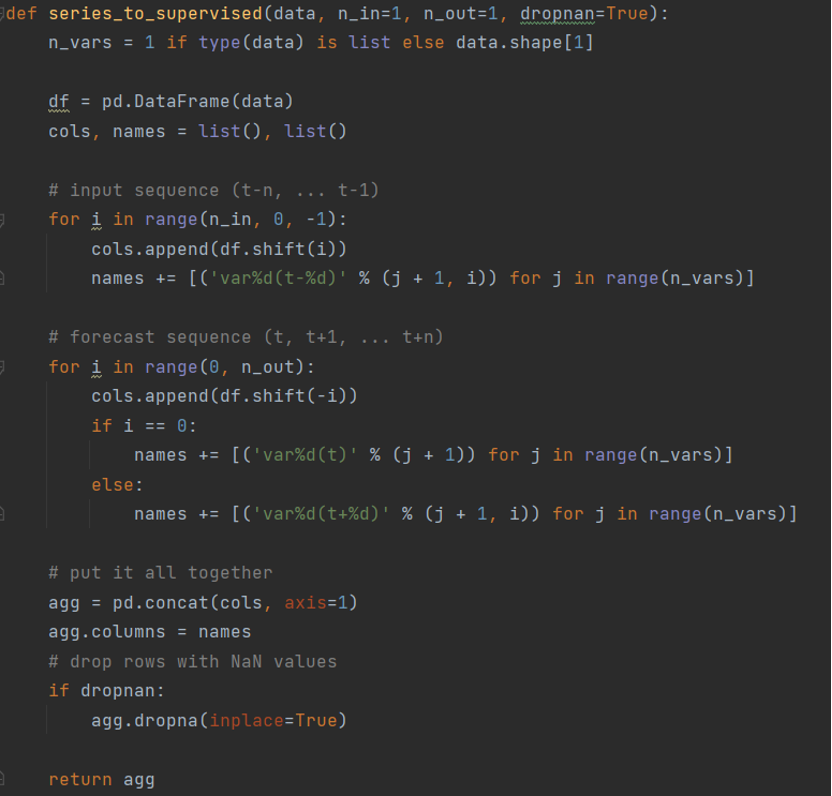 def series_to_supervised(data, n_in=1, n_out=1, dropnan=True):
    n_vars = 1 if type(data) is list else data.shape[1]

    df = pd.DataFrame(data)
    cols, names = list(), list()

    # input sequence (t-n, ... t-1)
    for i in range(n_in, 0, -1):
        cols.append(df.shift(i))
        names += [('var%d(t-%d)' % (j + 1, i)) for j in range(n_vars)]

    # forecast sequence (t, t+1, ... t+n)
    for i in range(0, n_out):
        cols.append(df.shift(-i))
        if i == 0:
            names += [('var%d(t)' % (j + 1)) for j in range(n_vars)]
        else:
            names += [('var%d(t+%d)' % (j + 1, i)) for j in range(n_vars)]

    # put it all together
    agg = pd.concat(cols, axis=1)
    agg.columns = names
    # drop rows with NaN values
    if dropnan:
        agg.dropna(inplace=True)

    return agg